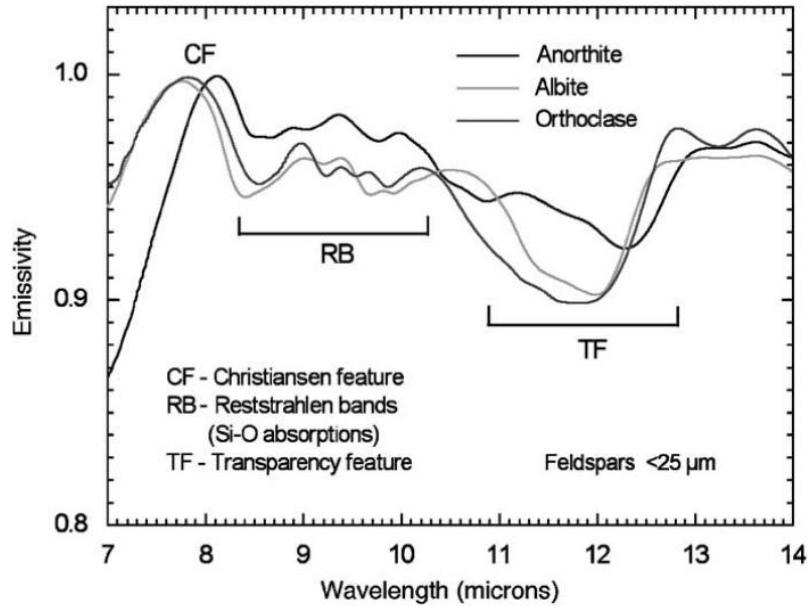 CF
Anorthite
Albite
Orthoclase
1.0
0.9
0.8
Emissivity
RB
TF
CF - Christiansen feature
RB - Reststrahlen bands
(Si-O absorptions)
TF - Transparency feature
Feldspars <25 μm
7 8 9 10 11 12 13 14
Wavelength (microns)